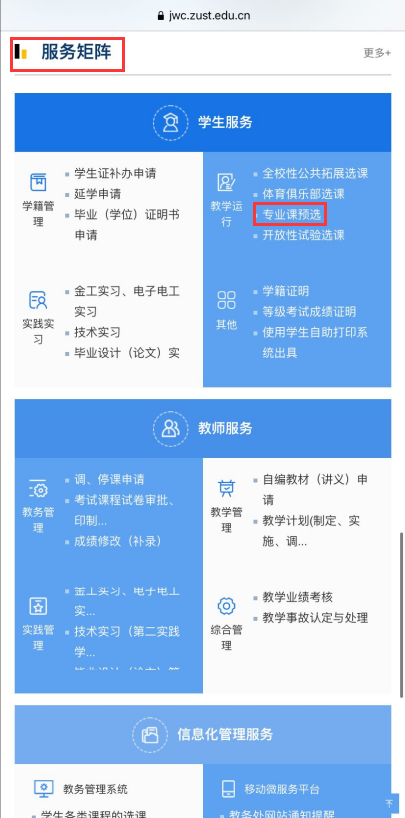 jwc.zust.edu.cn
服务矩阵
更多+
学生服务
学籍管
理
学生证补办申请
延学申请
毕业（学位）证明书
申请
教学运
行
全校性公共拓展选课
体育俱乐部选课
专业课预选
开放性试验选课
实践实
习
金工实习、电子电工
实习
技术实习
毕业设计（论文）实
其他
学籍证明
等级考试成绩证明
使用学生自助打印系
统出具
教师服务
教务管
理
调、停课申请
考试课程试卷审批、
印制...
成绩修改（补录）
教学管
理
自编教材（讲义）申
请
教学计划(制定、实
施、调...
实践管
理
金工实习、电子电工
实...
技术实习（第二实践
学...
毕业设计（论文）管
综合管
理
教学业绩考核
教学事故认定与处理
信息化管理服务
教务管理系统
学生各类课程的选课
移动微服务平台
教务处网站通知提醒